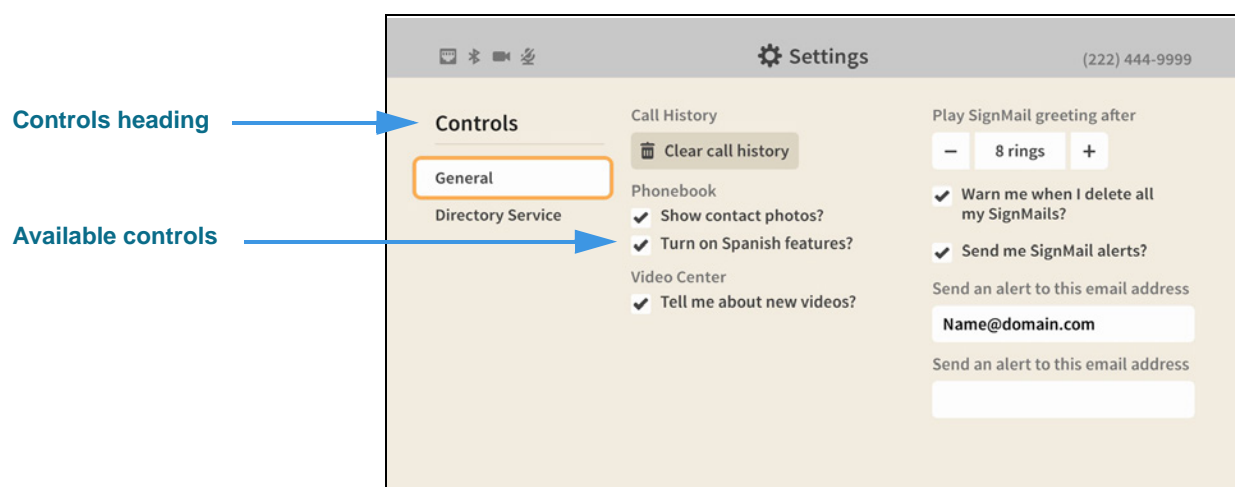 Settings
(222) 444-9999
Controls heading
Available controls
Controls
General
Directory Service
Call History
Clear call history
Phonebook
Show contact photos?
Turn on Spanish features?
Video Center
Tell me about new videos?
Play SignMail greeting after
− 8 rings +
Warn me when I delete all
my SignMails?
Send me SignMail alerts?
Send an alert to this email address
Name@domain.com
Send an alert to this email address